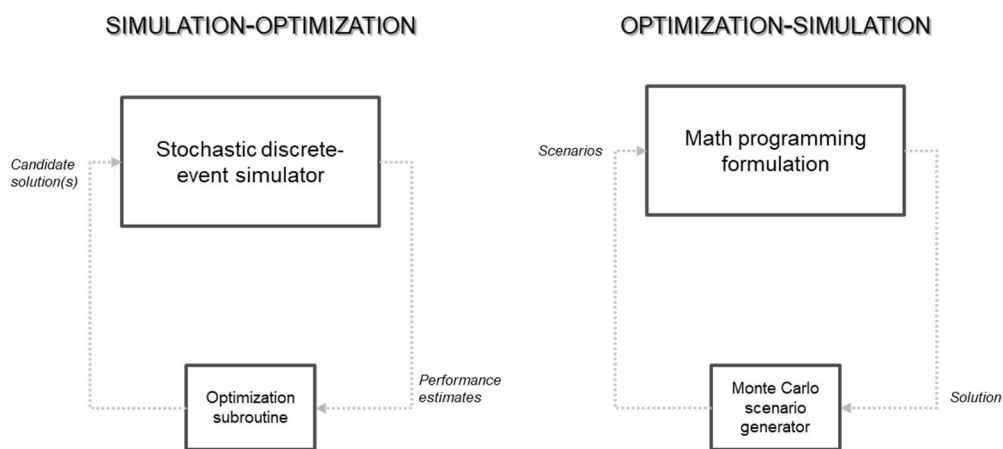 SIMULATION-OPTIMIZATION
Stochastic discrete-
event simulator
Candidate
solution(s)
Optimization
subroutine
Performance
estimates
OPTIMIZATION-SIMULATION
Math programming
formulation
Scenarios
Monte Carlo
scenario
generator
Solution